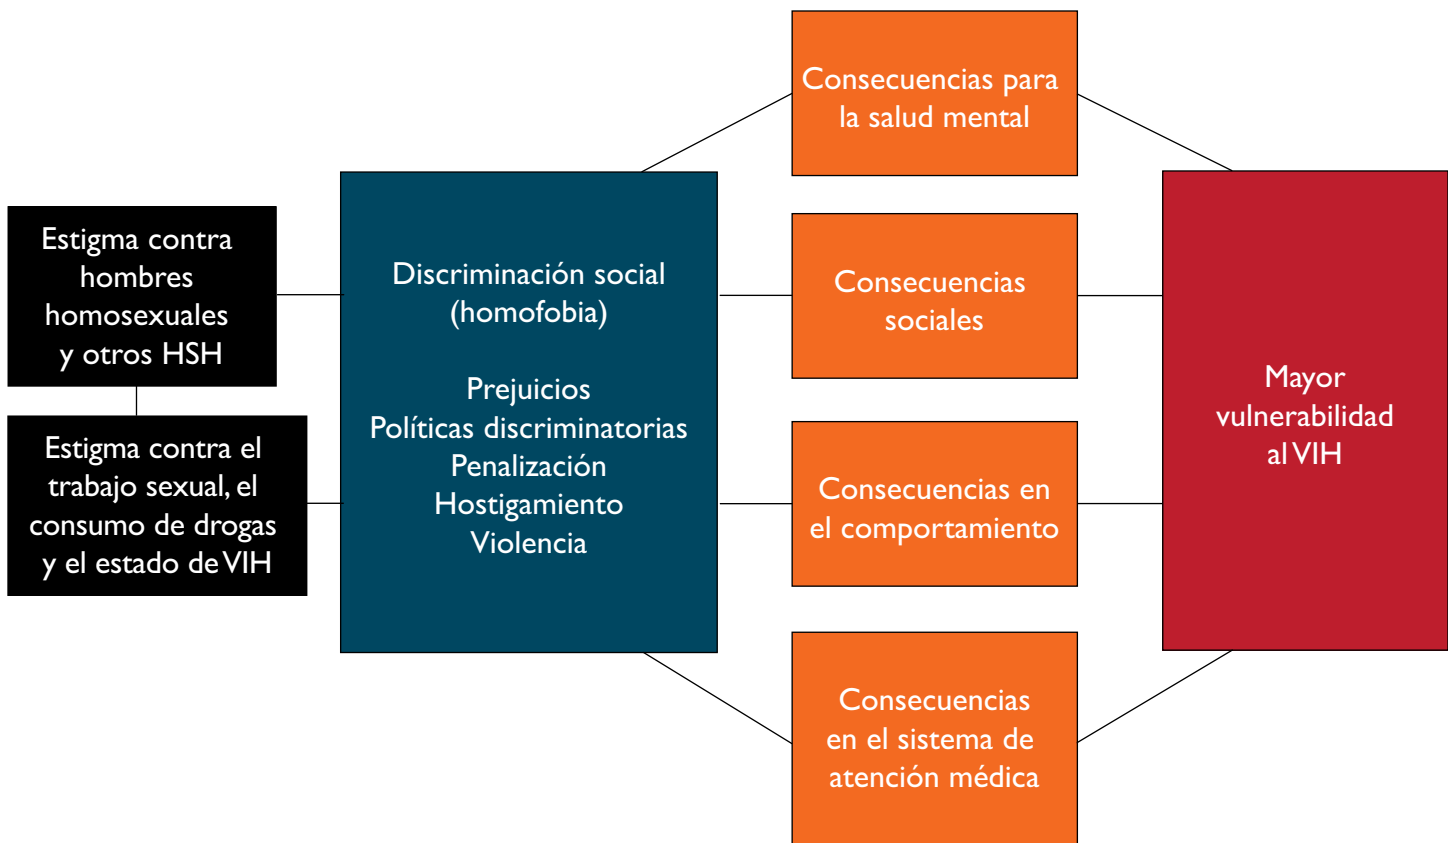 Estigma contra
hombres
homosexuales
y otros HSH
Estigma contra el
trabajo sexual, el
consumo de drogas
y el estado de VIH
Discriminación social
(homofobia)
Prejuicios
Políticas discriminatorias
Penalización
Hostigamiento
Violencia
Consecuencias para
la salud mental
Consecuencias
sociales
Consecuencias en
el comportamiento
Consecuencias
en el sistema de
atención médica
Mayor
vulnerabilidad
al VIH